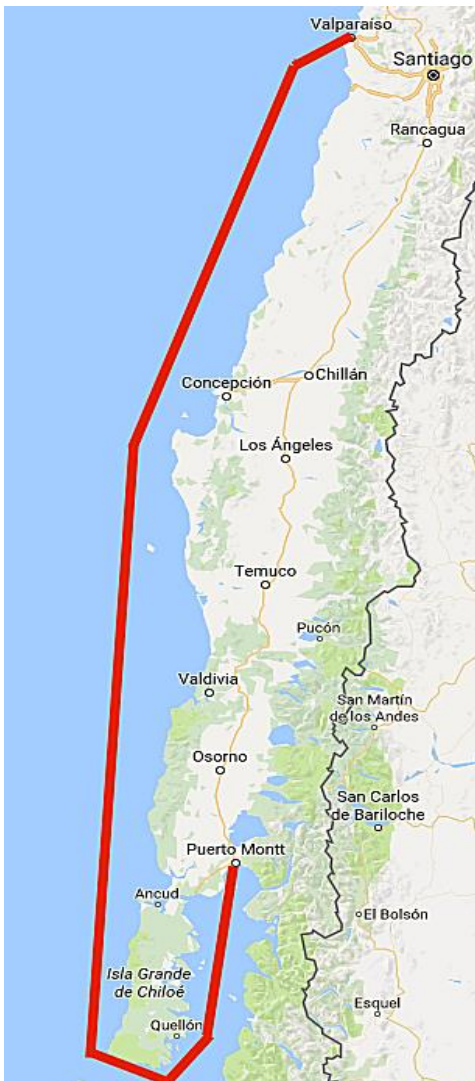 Valparaíso
Santiago
Rancagua
Chillán
Concepción
Los Ángeles
Temuco
Pucón
Valdivia
San Martín
de los Andes
Osorno
San Carlos
de Bariloche
Puerto Montt
Ancud
El Bolsón
Isla Grande
de Chiloé
Esquel
Quellón